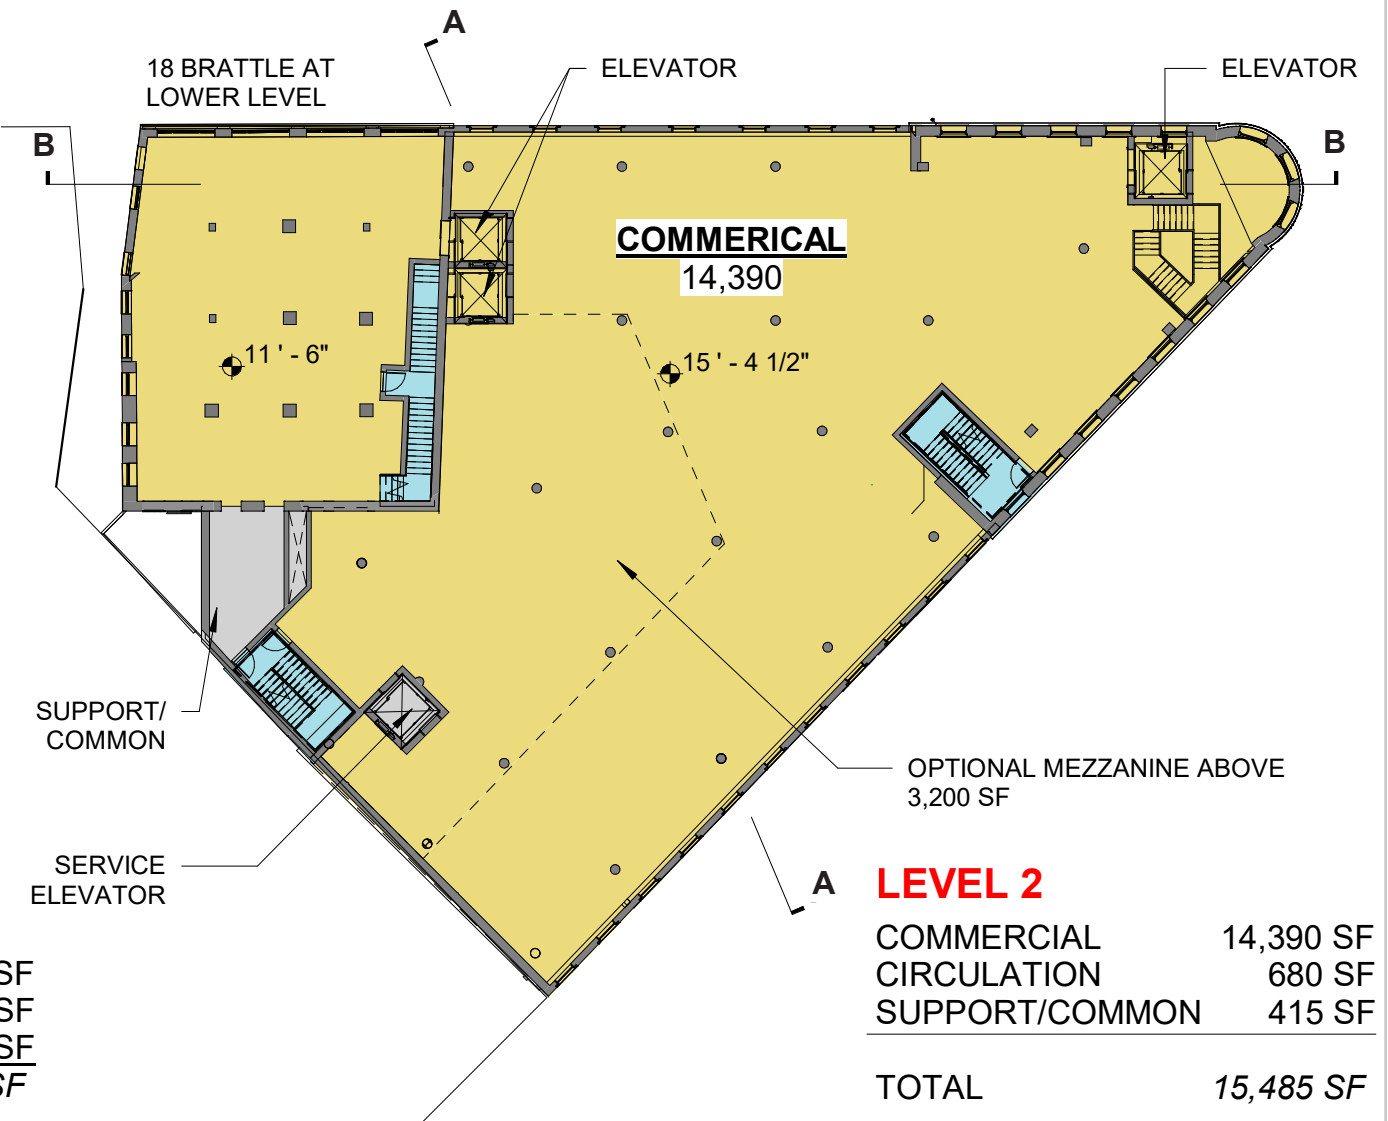 A
18 BRATTLE AT
LOWER LEVEL
ELEVATOR
ELEVATOR
B
B
COMMERICAL
14,390
11 ' - 6"
15 ' - 4 1/2"
SUPPORT/
COMMON
OPTIONAL MEZZANINE ABOVE
3,200 SF
SERVICE
ELEVATOR
A
LEVEL 2
COMMERCIAL 14,390 SF
CIRCULATION 680 SF
SUPPORT/COMMON 415 SF
TOTAL 15,485 SF
SF
SF
SF
SF